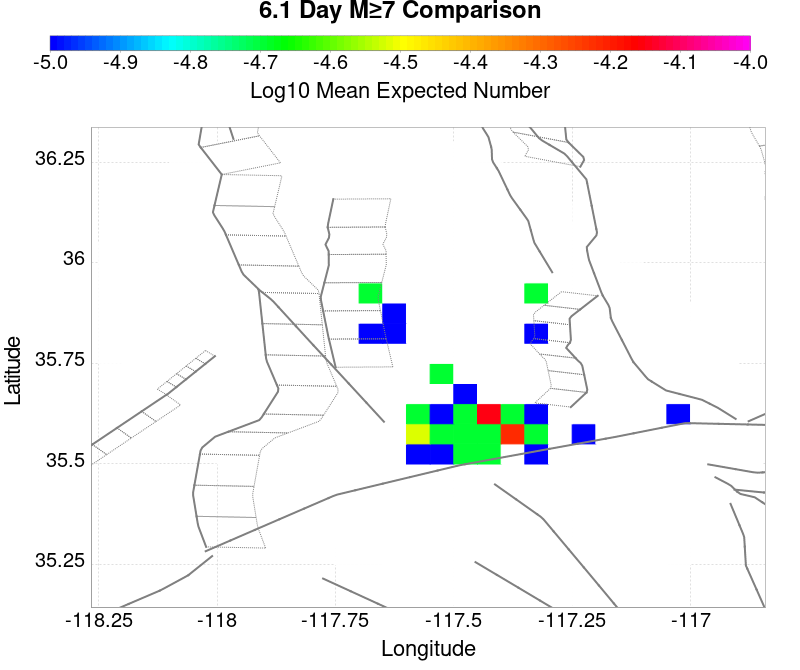 6.1 Day M≥7 Comparison
-5.0 -4.9 -4.8 -4.7 -4.6 -4.5 -4.4 -4.3 -4.2 -4.1 -4.0
Log10 Mean Expected Number
36.25
36
35.75
35.5
35.25
Latitude
-118.25 -118 -117.75 -117.5 -117.25 -117
Longitude